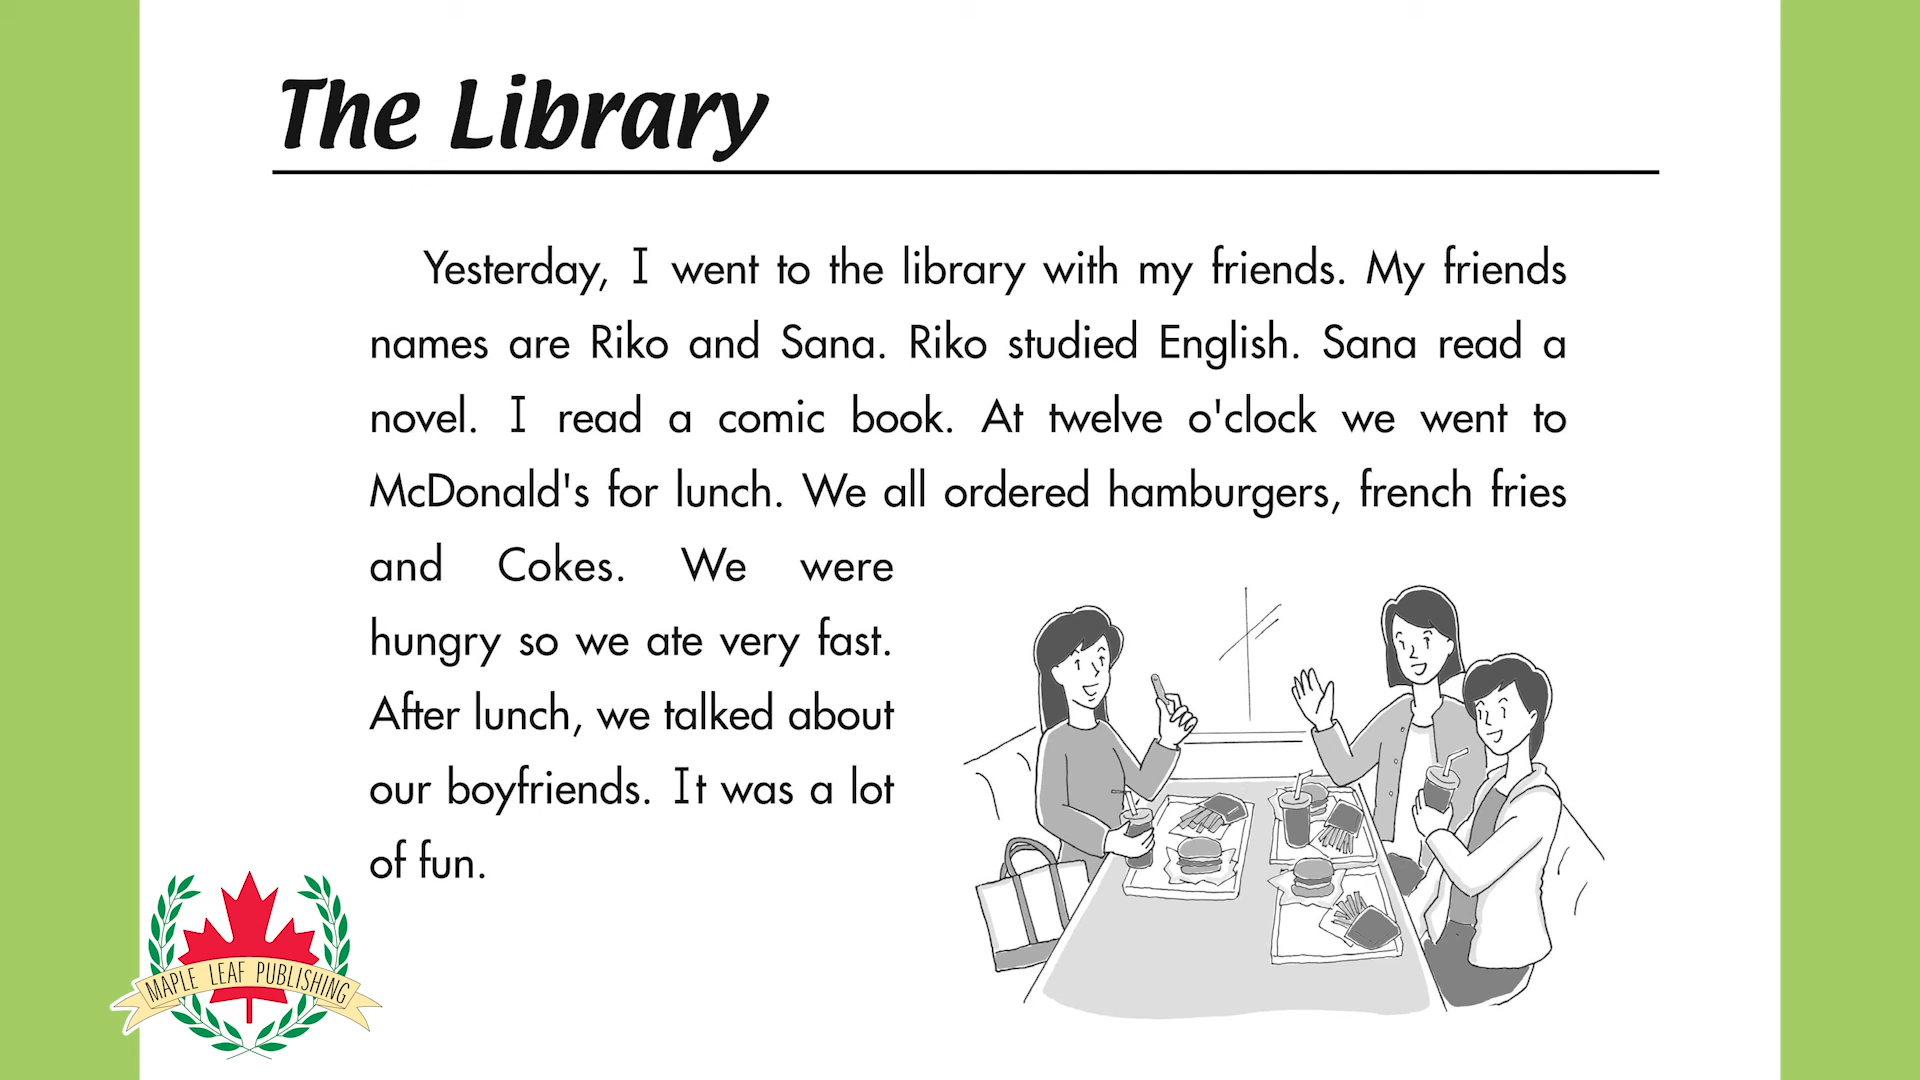 The Library
Yesterday, I went to the library with my friends. My friends
names are Riko and Sana. Riko studied English. Sana read a
novel. I read a comic book. At twelve o'clock we went to
McDonald's for lunch. We all ordered hamburgers, french fries
and Cokes. We were
hungry so we ate very fast.
After lunch, we talked about
our boyfriends. It was a lot
of fun.
MAPLE LEAF PUBLISHING